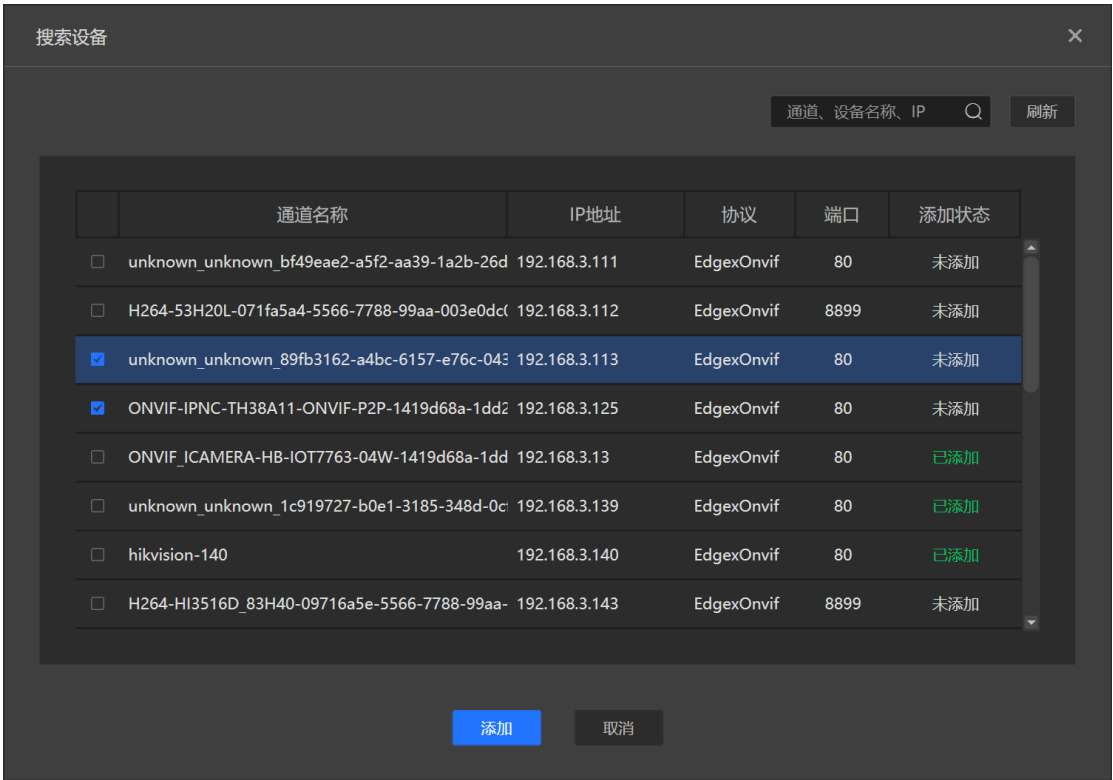 搜索设备
通道、设备名称、IP 刷新
通道名称 IP地址 协议 端口 添加状态
unknown_unknown_bf49eae2-a5f2-aa39-1a2b-26d 192.168.3.111 EdgexOnvif 80 未添加
H264-53H20L-071fa5a4-5566-7788-99aa-003e0dc 192.168.3.112 EdgexOnvif 8899 未添加
unknown_unknown_89fb3162-a4bc-6157-e76c-043 192.168.3.113 EdgexOnvif 80 未添加
ONVIF-IPNC-TH38A11-ONVIF-P2P-1419d68a-1dd2 192.168.3.125 EdgexOnvif 80 未添加
ONVIF_ICAMERA-HB-IOT7763-04W-1419d68a-1dd 192.168.3.13 EdgexOnvif 80 已添加
unknown_unknown_1c919727-b0e1-3185-348d-0c 192.168.3.139 EdgexOnvif 80 已添加
hikvision-140 192.168.3.140 EdgexOnvif 80 已添加
H264-HI3516D_83H40-09716a5e-5566-7788-99aa- 192.168.3.143 EdgexOnvif 8899 未添加
添加 取消